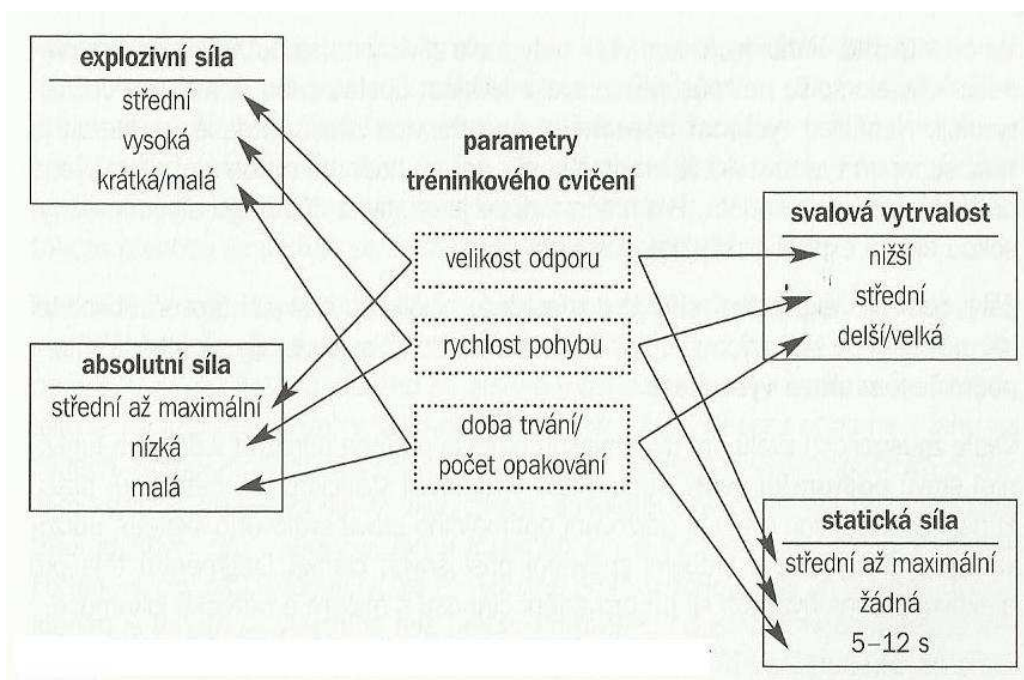 explozivní síla
střední
vysoká
krátká/malá
parametry
tréninkového cvičení
velikost odporu
rychlost pohybu
doba trvání/
počet opakování
absolutní síla
střední až maximální
nízká
malá
svalová vytrvalost
nižší
střední
delší/velká
statická síla
střední až maximální
žádná
5–12 s